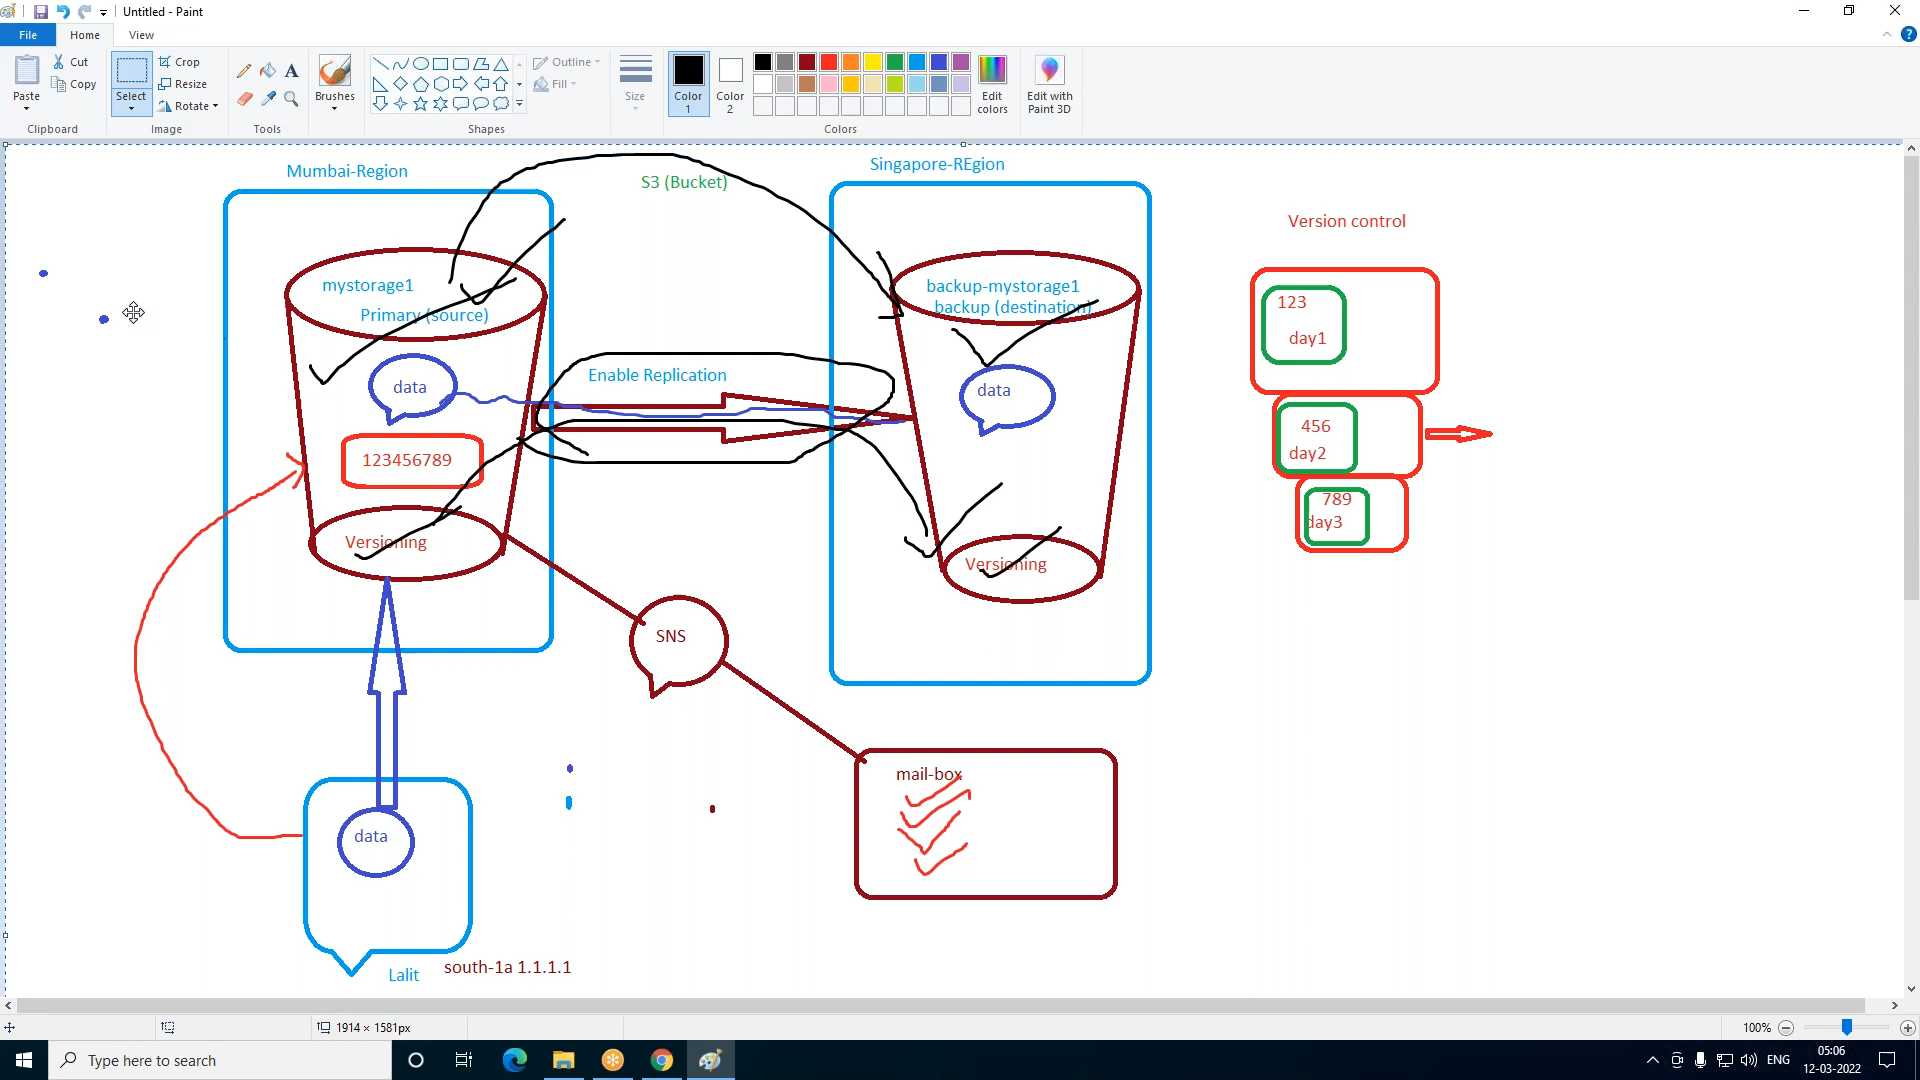 Untitled - Paint
File
Home
View
Paste
Cut
Copy
Clipboard
Select
Crop
Resize
Rotate
Image
A
Tools
Brushes
Shapes
Outline
Fill
Size
Color
1
Color
2
Edit
colors
Edit with
Paint 3D
Colors
Mumbai-Region
S3 (Bucket)
Singapore-REgion
Version control
mystorage1
Primary (source)
backup-mystorage1
backup (destination)
data
Enable Replication
data
123456789
Versioning
Versioning
123
day1
456
day2
789
day3
SNS
mail-box
data
Lalit
south-1a 1.1.1.1
1914 × 1581px
100%
Type here to search
ENG
05:06
12-03-2022